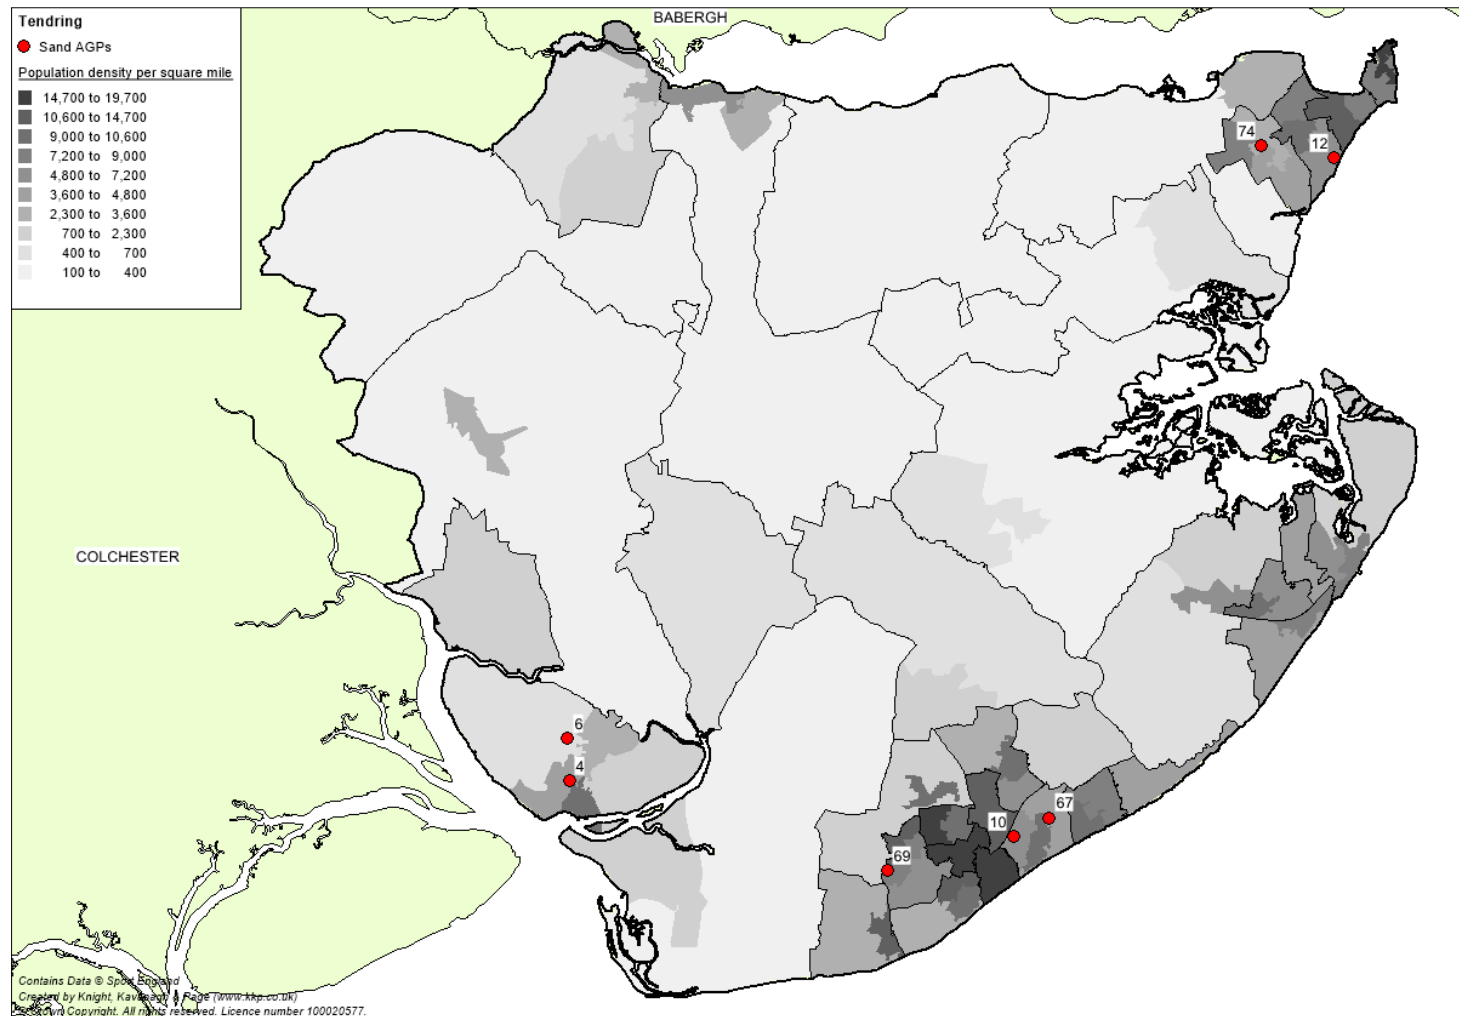 Tendring
Sand AGPs
Population density per square mile
14,700 to 19,700
10,600 to 14,700
9,000 to 10,600
7,200 to 9,000
4,800 to 7,200
3,600 to 4,800
2,300 to 3,600
700 to 2,300
400 to 700
100 to 400
BABERGH
74
12
COLCHESTER
6
4
67
10
69
Contains Data © Sport England
Created by Knight, Kavanagh & Page (www.kkp.co.uk)
© Crown Copyright. All rights reserved. Licence number 100020577.